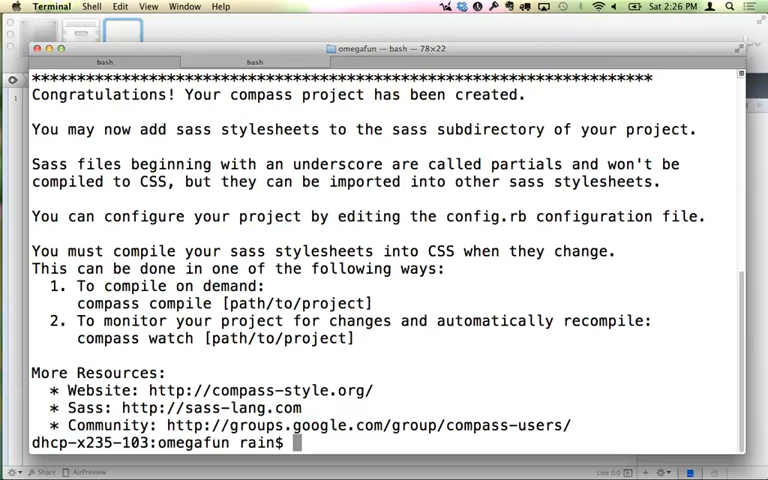 Terminal Shell Edit View Window Help Sat 2:26 PM
omegafun — bash — 78×22
bash bash
*********************************************************************
Congratulations! Your compass project has been created.
You may now add sass stylesheets to the sass subdirectory of your project.
Sass files beginning with an underscore are called partials and won't be
compiled to CSS, but they can be imported into other sass stylesheets.
You can configure your project by editing the config.rb configuration file.
You must compile your sass stylesheets into CSS when they change.
This can be done in one of the following ways:
1. To compile on demand:
compass compile [path/to/project]
2. To monitor your project for changes and automatically recompile:
compass watch [path/to/project]
More Resources:
* Website: http://compass-style.org/
* Sass: http://sass-lang.com
* Community: http://groups.google.com/group/compass-users/
dhcp-x235-103:omegafun rain$
1
Share AirPreview Line 0:0